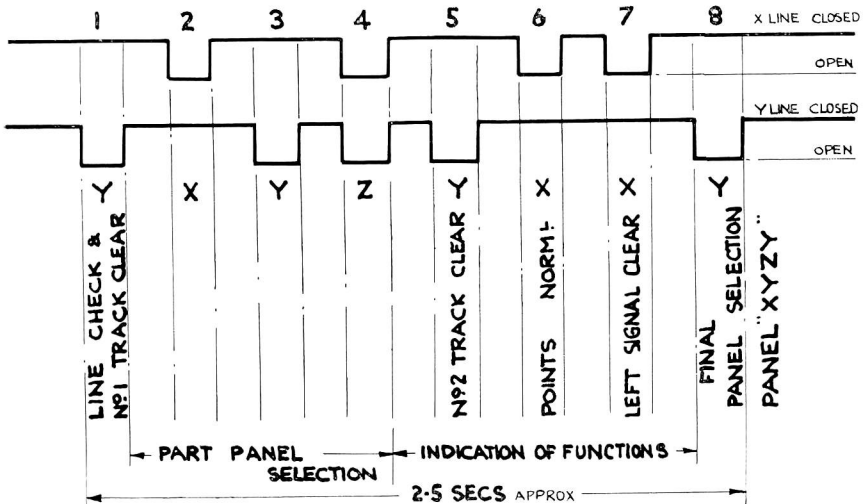 1 2 3 4 5 6 7 8 X LINE CLOSED
OPEN
Y LINE CLOSED
OPEN
Y X Y Z Y X X Y
LINE CHECK &
Nº1 TRACK CLEAR
Nº2 TRACK CLEAR
POINTS NORML
LEFT SIGNAL CLEAR
FINAL
PANEL SELECTION
PANEL "XYZY"
PART PANEL
SELECTION
INDICATION OF FUNCTIONS
2·5 SECS APPROX